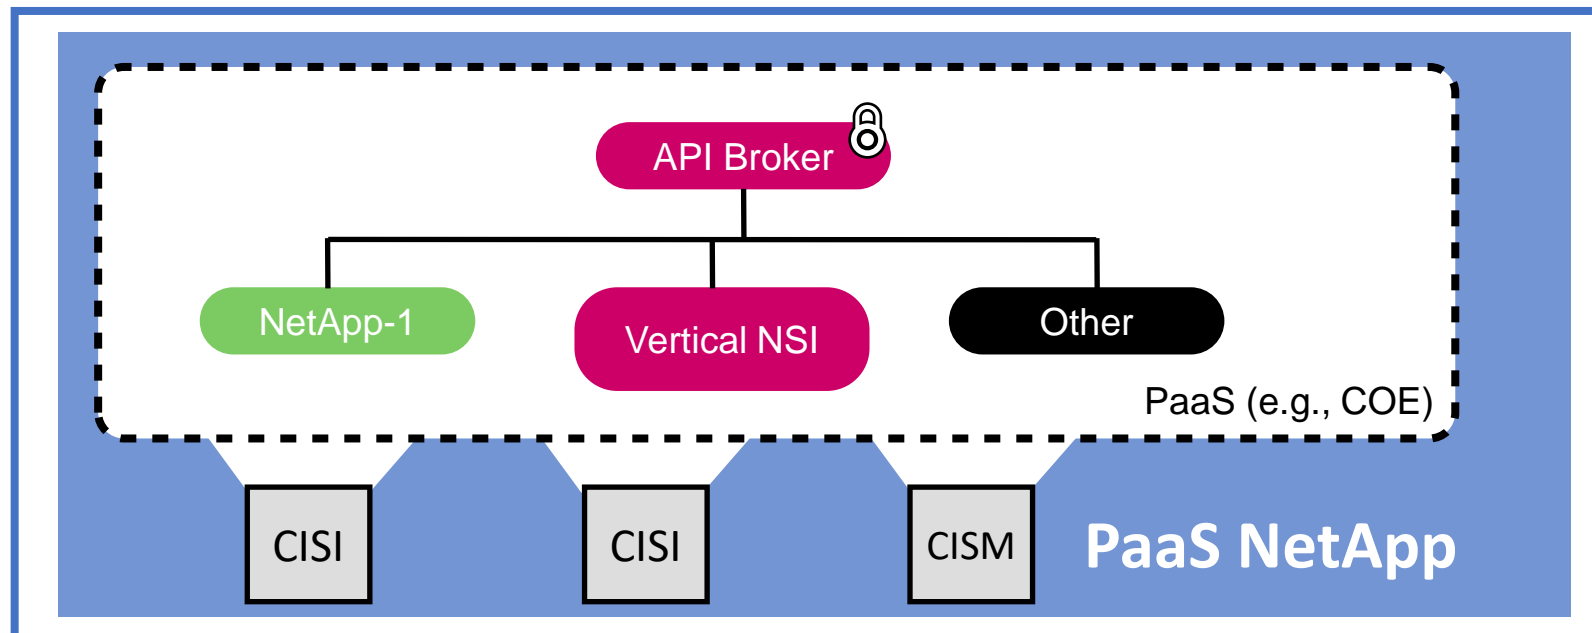 API Broker
NetApp-1
Vertical NSI
Other
PaaS (e.g., COE)
CISI
CISI
CISM
PaaS NetApp